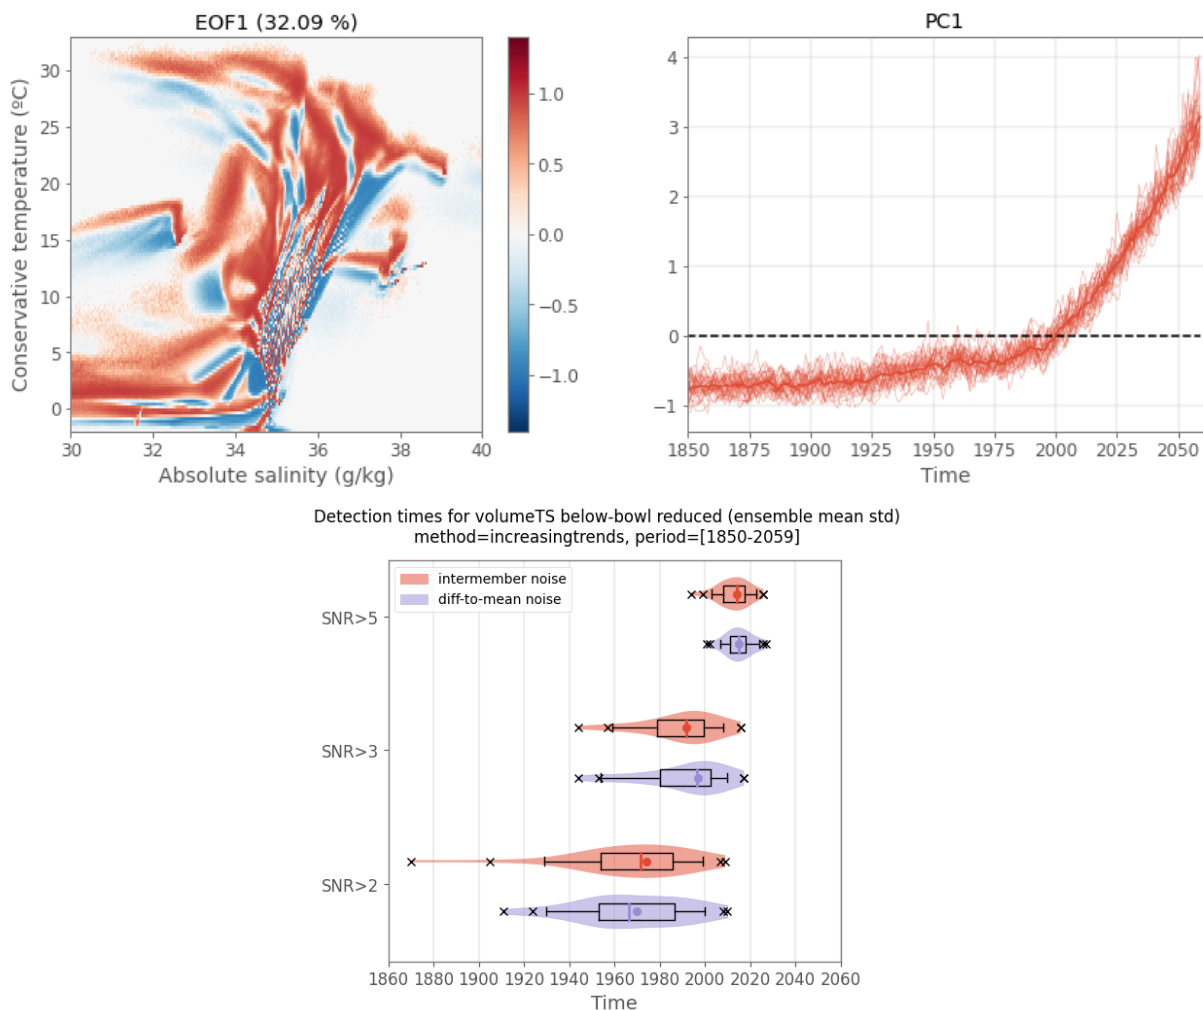 EOF1 (32.09 %)
30
25
20
15
10
5
0
Conservative temperature (ºC)
30 32 34 36 38 40
Absolute salinity (g/kg)
1.0
0.5
0.0
−0.5
−1.0
PC1
4
3
2
1
0
−1
1850 1875 1900 1925 1950 1975 2000 2025 2050
Time
Detection times for volumeTS below-bowl reduced (ensemble mean std)
method=increasingtrends, period=[1850-2059]
intermember noise
diff-to-mean noise
SNR>5
SNR>3
SNR>2
1860 1880 1900 1920 1940 1960 1980 2000 2020 2040 2060
Time